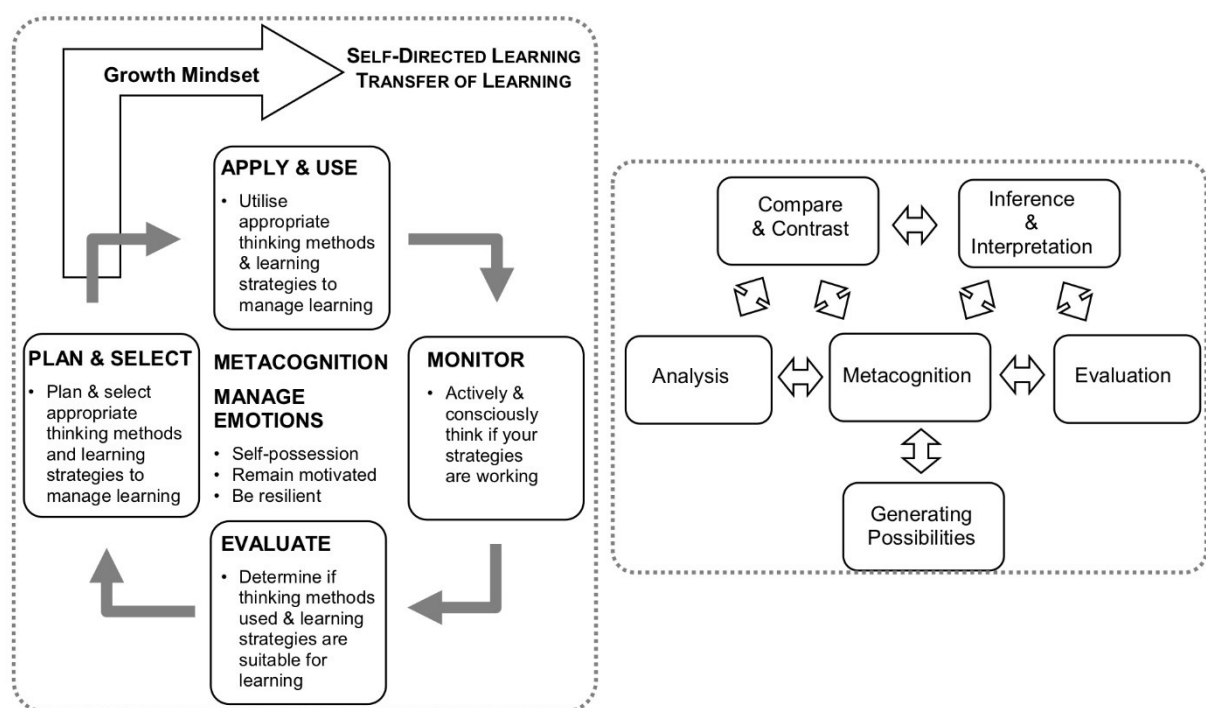 Growth Mindset
SELF-DIRECTED LEARNING
TRANSFER OF LEARNING
APPLY & USE
• Utilise
appropriate
thinking methods
& learning
strategies to
manage learning
PLAN & SELECT
• Plan & select
appropriate
thinking methods
and learning
strategies to
manage learning
METACOGNITION
MANAGE
EMOTIONS
• Self-possession
• Remain motivated
• Be resilient
MONITOR
• Actively &
consciously
think if your
strategies
are working
EVALUATE
• Determine if
thinking methods
used & learning
strategies are
suitable for
learning
Compare
& Contrast
Inference
&
Interpretation
Analysis
Metacognition
Evaluation
Generating
Possibilities